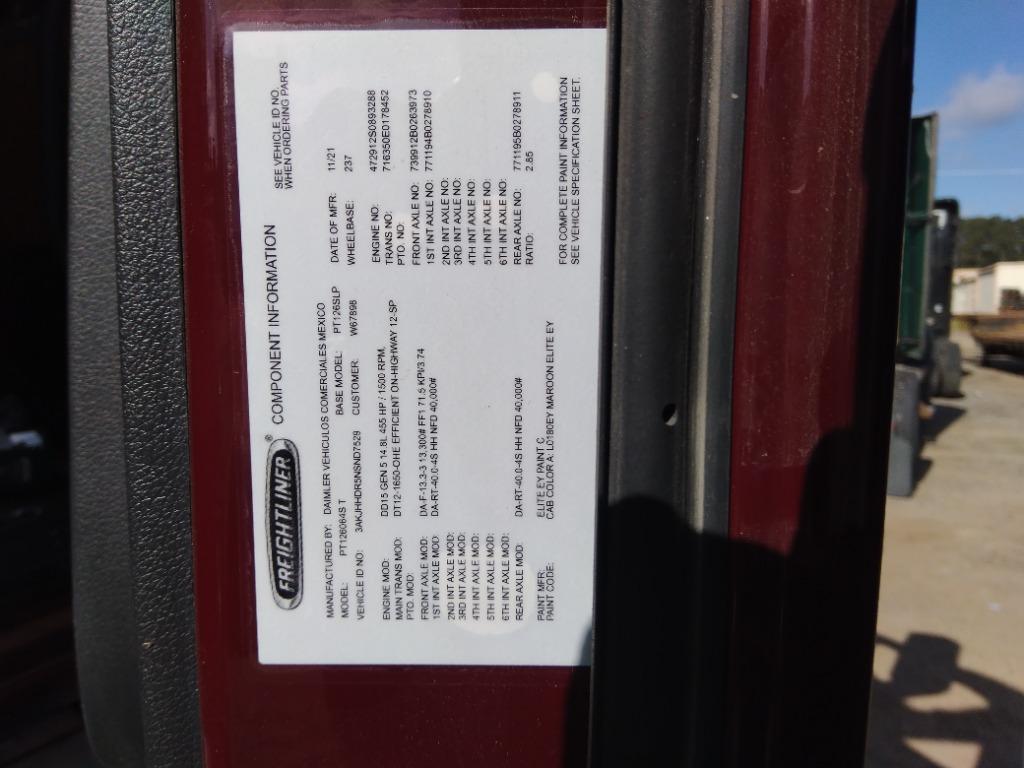 FREIGHTLINER® COMPONENT INFORMATION SEE VEHICLE ID NO. WHEN ORDERING PARTS
MANUFACTURED BY: DAIMLER VEHICULOS COMERCIALES MEXICO DATE OF MFR: 11/21
MODEL: PT126064S T BASE MODEL: PT126SLP WHEELBASE: 237
VEHICLE ID NO: 3AKJHHDR5NSND7529 CUSTOMER: W67898
ENGINE MOD: DD15 GEN 5 14.8L 455 HP / 1500 RPM, ENGINE NO: 472912S0893288
MAIN TRANS MOD: DT12-1650-OHE EFFICIENT ON-HIGHWAY 12-SP TRANS NO: 716350E0178452
PTO. MOD: PTO. NO:
FRONT AXLE MOD: DA-F-13.3-3 13,300# FF1 71.5 KPI/3.74 FRONT AXLE NO: 739912B0263973
1ST INT AXLE MOD: DA-RT-40.0-4S HH NFD 40,000# 1ST INT AXLE NO: 771194B0278910
2ND INT AXLE MOD: 2ND INT AXLE NO:
3RD INT AXLE MOD: 3RD INT AXLE NO:
4TH INT AXLE MOD: 4TH INT AXLE NO:
5TH INT AXLE MOD: 5TH INT AXLE NO:
6TH INT AXLE MOD: 6TH INT AXLE NO:
REAR AXLE MOD: DA-RT-40.0-4S HH NFD 40,000# REAR AXLE NO: 771195B0278911
RATIO: 2.85
PAINT MFR: ELITE EY PAINT C
PAINT CODE: CAB COLOR A: L0180EY MAROON ELITE EY
FOR COMPLETE PAINT INFORMATION
SEE VEHICLE SPECIFICATION SHEET.